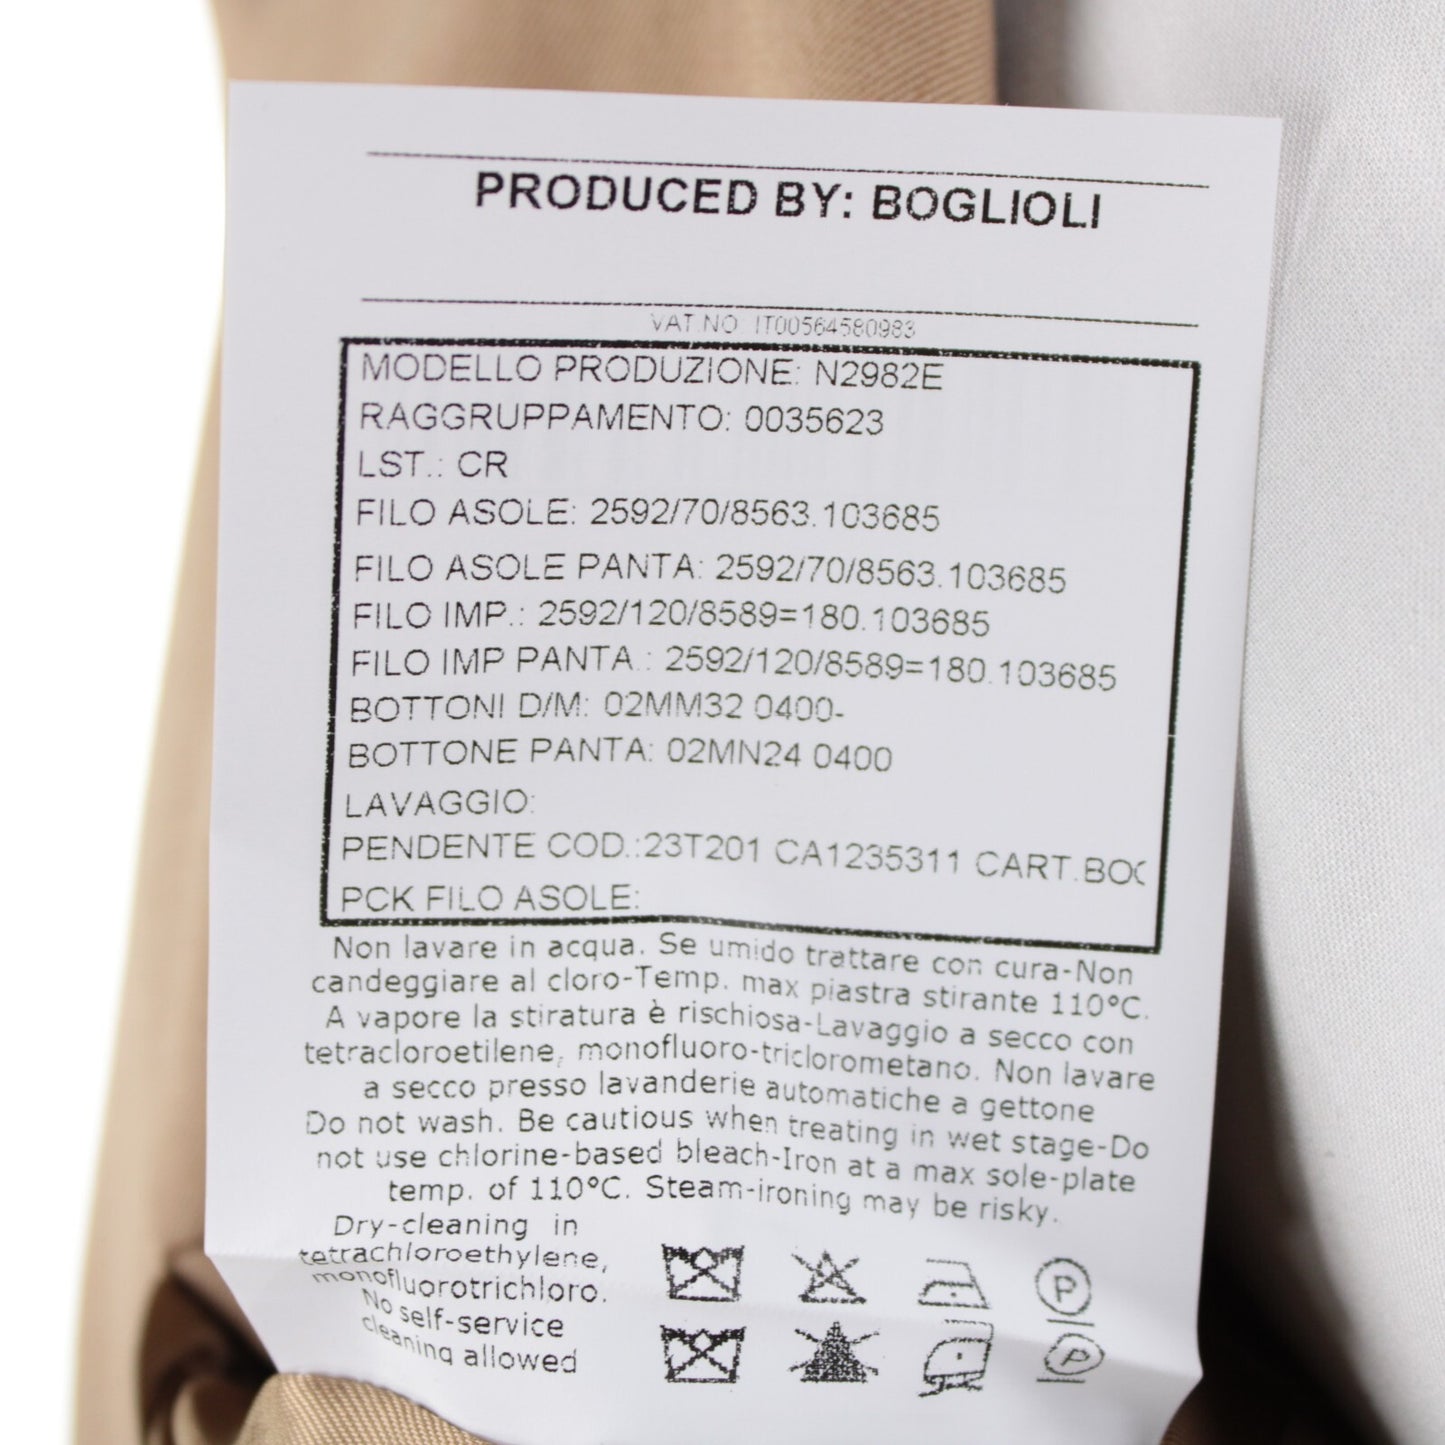 PRODUCED BY: BOGLIOLI
VAT.NO: IT00564580983
MODELLO PRODUZIONE: N2982E
RAGGRUPPAMENTO: 0035623
LST.: CR
FILO ASOLE: 2592/70/8563.103685
FILO ASOLE PANTA: 2592/70/8563.103685
FILO IMP.: 2592/120/8589=180.103685
FILO IMP PANTA.: 2592/120/8589=180.103685
BOTTONI D/M: 02MM32 0400-
BOTTONE PANTA: 02MN24 0400
LAVAGGIO:
PENDENTE COD.:23T201 CA1235311 CART.BO
PCK FILO ASOLE:
Non lavare in acqua. Se umido trattare con cura-Non
candeggiare al cloro-Temp. max piastra stirante 110°C.
A vapore la stiratura è rischiosa-Lavaggio a secco con
tetracloroetilene, monofluoro-triclorometano. Non lavare
a secco presso lavanderie automatiche a gettone
Do not wash. Be cautious when treating in wet stage-Do
not use chlorine-based bleach-Iron at a max sole-plate
temp. of 110°C. Steam-ironing may be risky.
Dry-cleaning in
tetrachloroethylene,
monofluorotrichloro.
No self-service
cleaning allowed
P
P